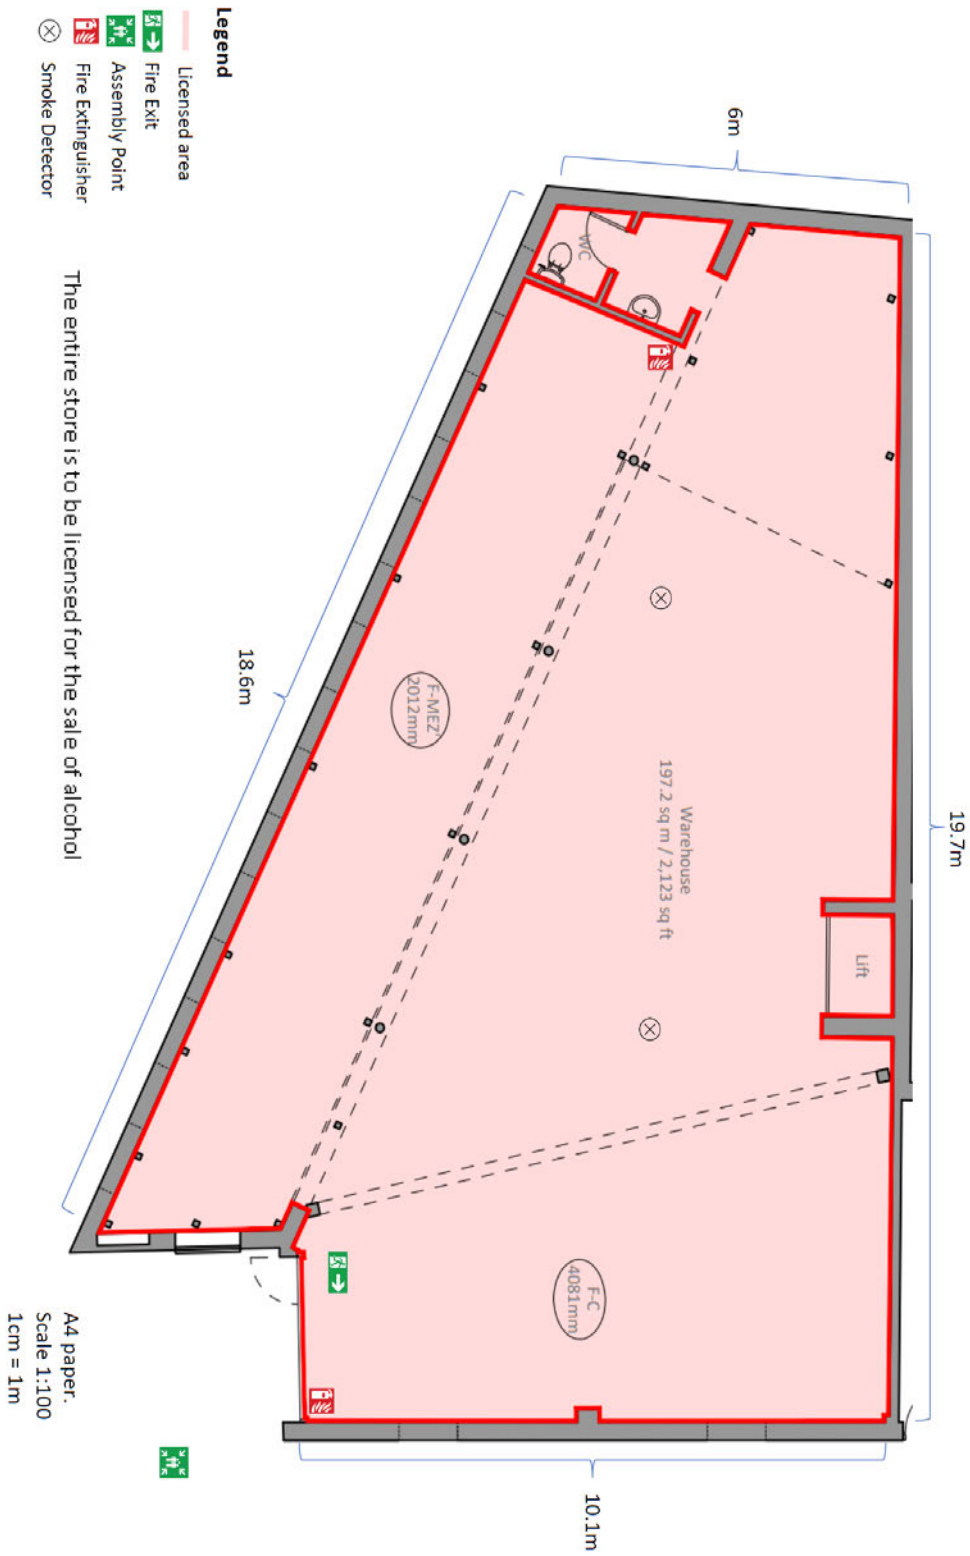 Legend
Licensed area
Fire Exit
Assembly Point
Fire Extinguisher
Smoke Detector
The entire store is to be licensed for the sale of alcohol
6m
18.6m
19.7m
10.1m
WC
F-MEZ'
2012mm
Warehouse
197.2 sq m / 2,123 sq ft
Lift
F-C
4081mm
A4 paper.
Scale 1:100
1cm = 1m